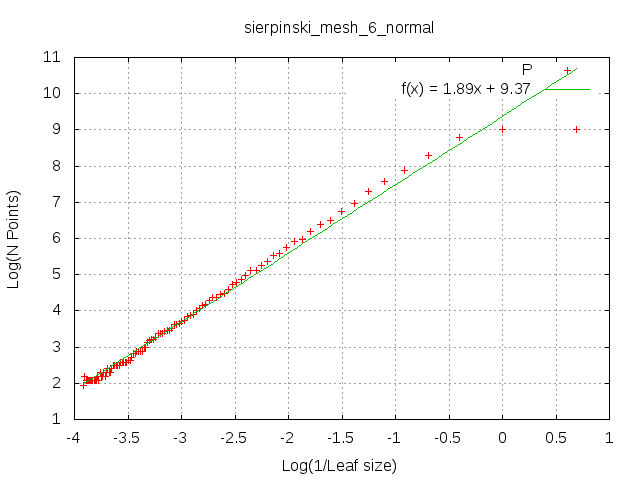 sierpinski_mesh_6_normal
11
10
9
8
7
6
5
4
3
2
1
Log(N Points)
P
f(x) = 1.89x + 9.37
-4 -3.5 -3 -2.5 -2 -1.5 -1 -0.5 0 0.5 1
Log(1/Leaf size)